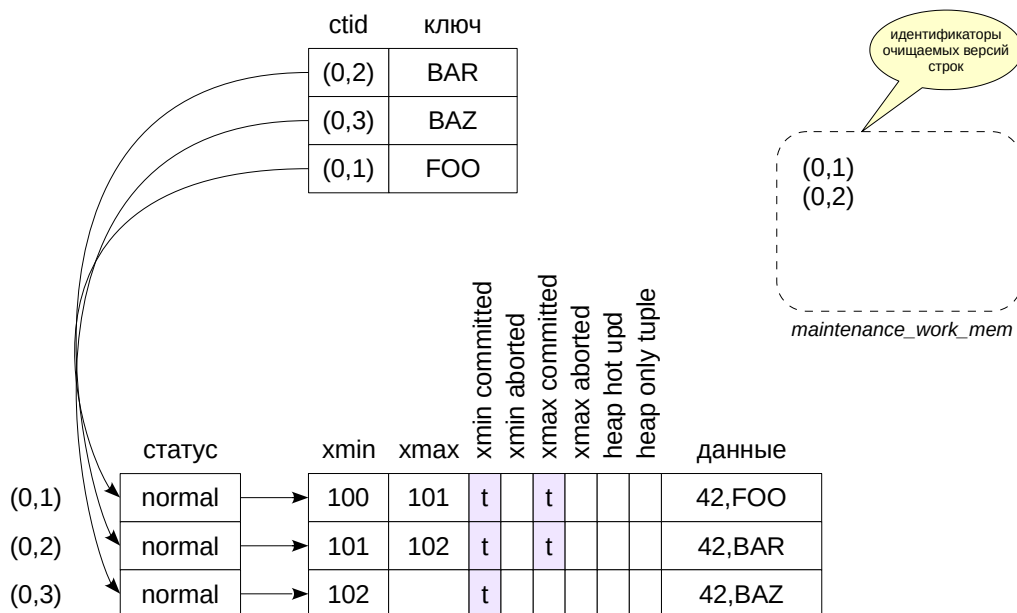 ctid ключ
(0,2) BAR
(0,3) BAZ
(0,1) FOO
идентификаторы
очищаемых версий
строк
(0,1)
(0,2)
maintenance_work_mem
xmin committed
xmin aborted
xmax committed
xmax aborted
heap hot upd
heap only tuple
статус xmin xmax данные
(0,1) normal 100 101 t t 42,FOO
(0,2) normal 101 102 t t 42,BAR
(0,3) normal 102 t 42,BAZ